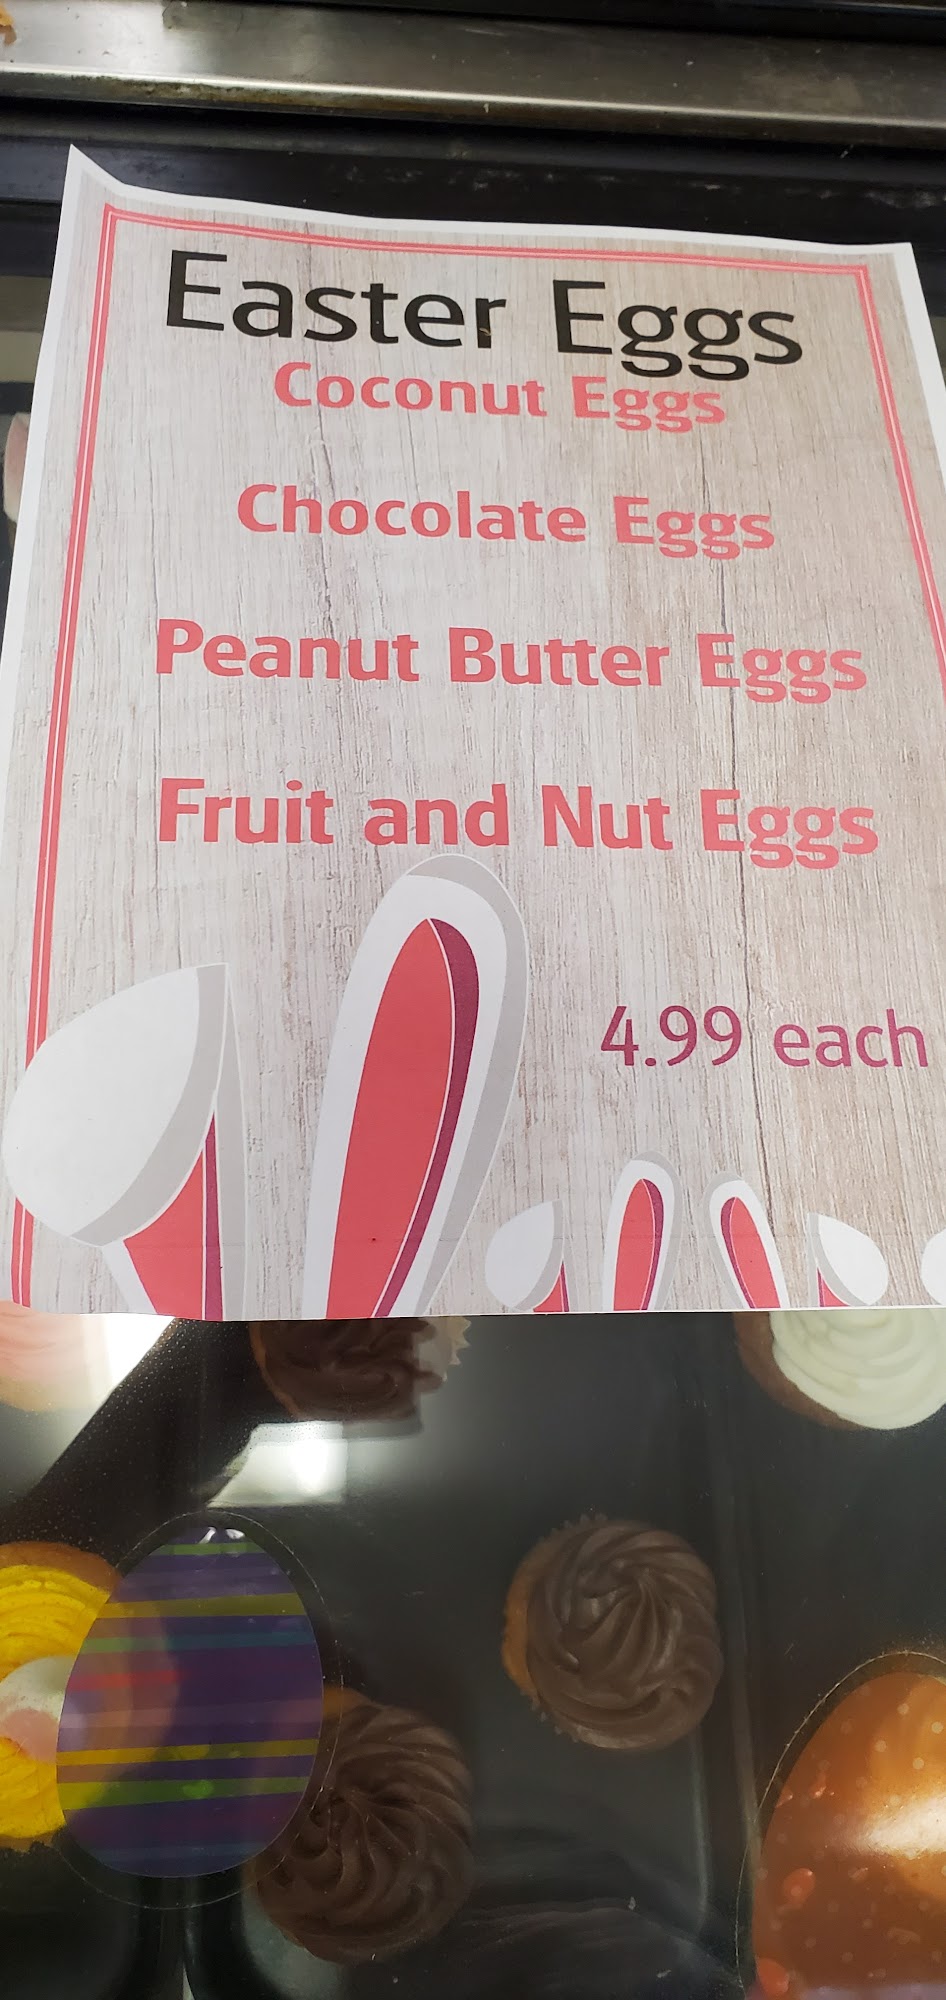 Easter Eggs
Coconut Eggs
Chocolate Eggs
Peanut Butter Eggs
Fruit and Nut Eggs
4.99 each